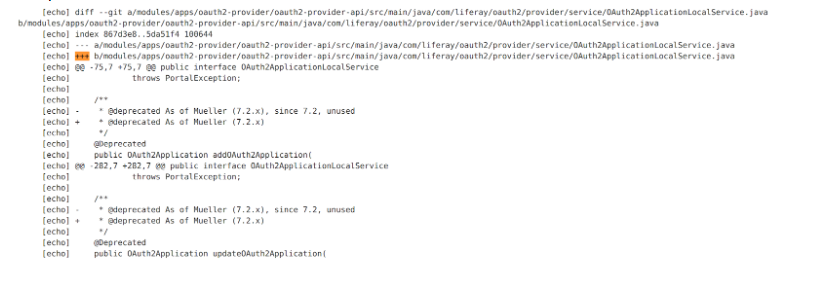 [echo] diff --git a/modules/apps/oauth2-provider/oauth2-provider-api/src/main/java/com/liferay/oauth2/provider/service/OAuth2ApplicationLocalService.java
b/modules/apps/oauth2-provider/oauth2-provider-api/src/main/java/com/liferay/oauth2/provider/service/OAuth2ApplicationLocalService.java
[echo] index 867d3e8..5da51f4 100644
[echo] --- a/modules/apps/oauth2-provider/oauth2-provider-api/src/main/java/com/liferay/oauth2/provider/service/OAuth2ApplicationLocalService.java
[echo] +++ b/modules/apps/oauth2-provider/oauth2-provider-api/src/main/java/com/liferay/oauth2/provider/service/OAuth2ApplicationLocalService.java
[echo] @@ -75,7 +75,7 @@ public interface OAuth2ApplicationLocalService
[echo] throws PortalException;
[echo]
[echo] /**
[echo] - * @deprecated As of Mueller (7.2.x), since 7.2, unused
[echo] + * @deprecated As of Mueller (7.2.x)
[echo] */
[echo] @Deprecated
[echo] public OAuth2Application addOAuth2Application(
[echo] @@ -282,7 +282,7 @@ public interface OAuth2ApplicationLocalService
[echo] throws PortalException;
[echo]
[echo] /**
[echo] - * @deprecated As of Mueller (7.2.x), since 7.2, unused
[echo] + * @deprecated As of Mueller (7.2.x)
[echo] */
[echo] @Deprecated
[echo] public OAuth2Application updateOAuth2Application(